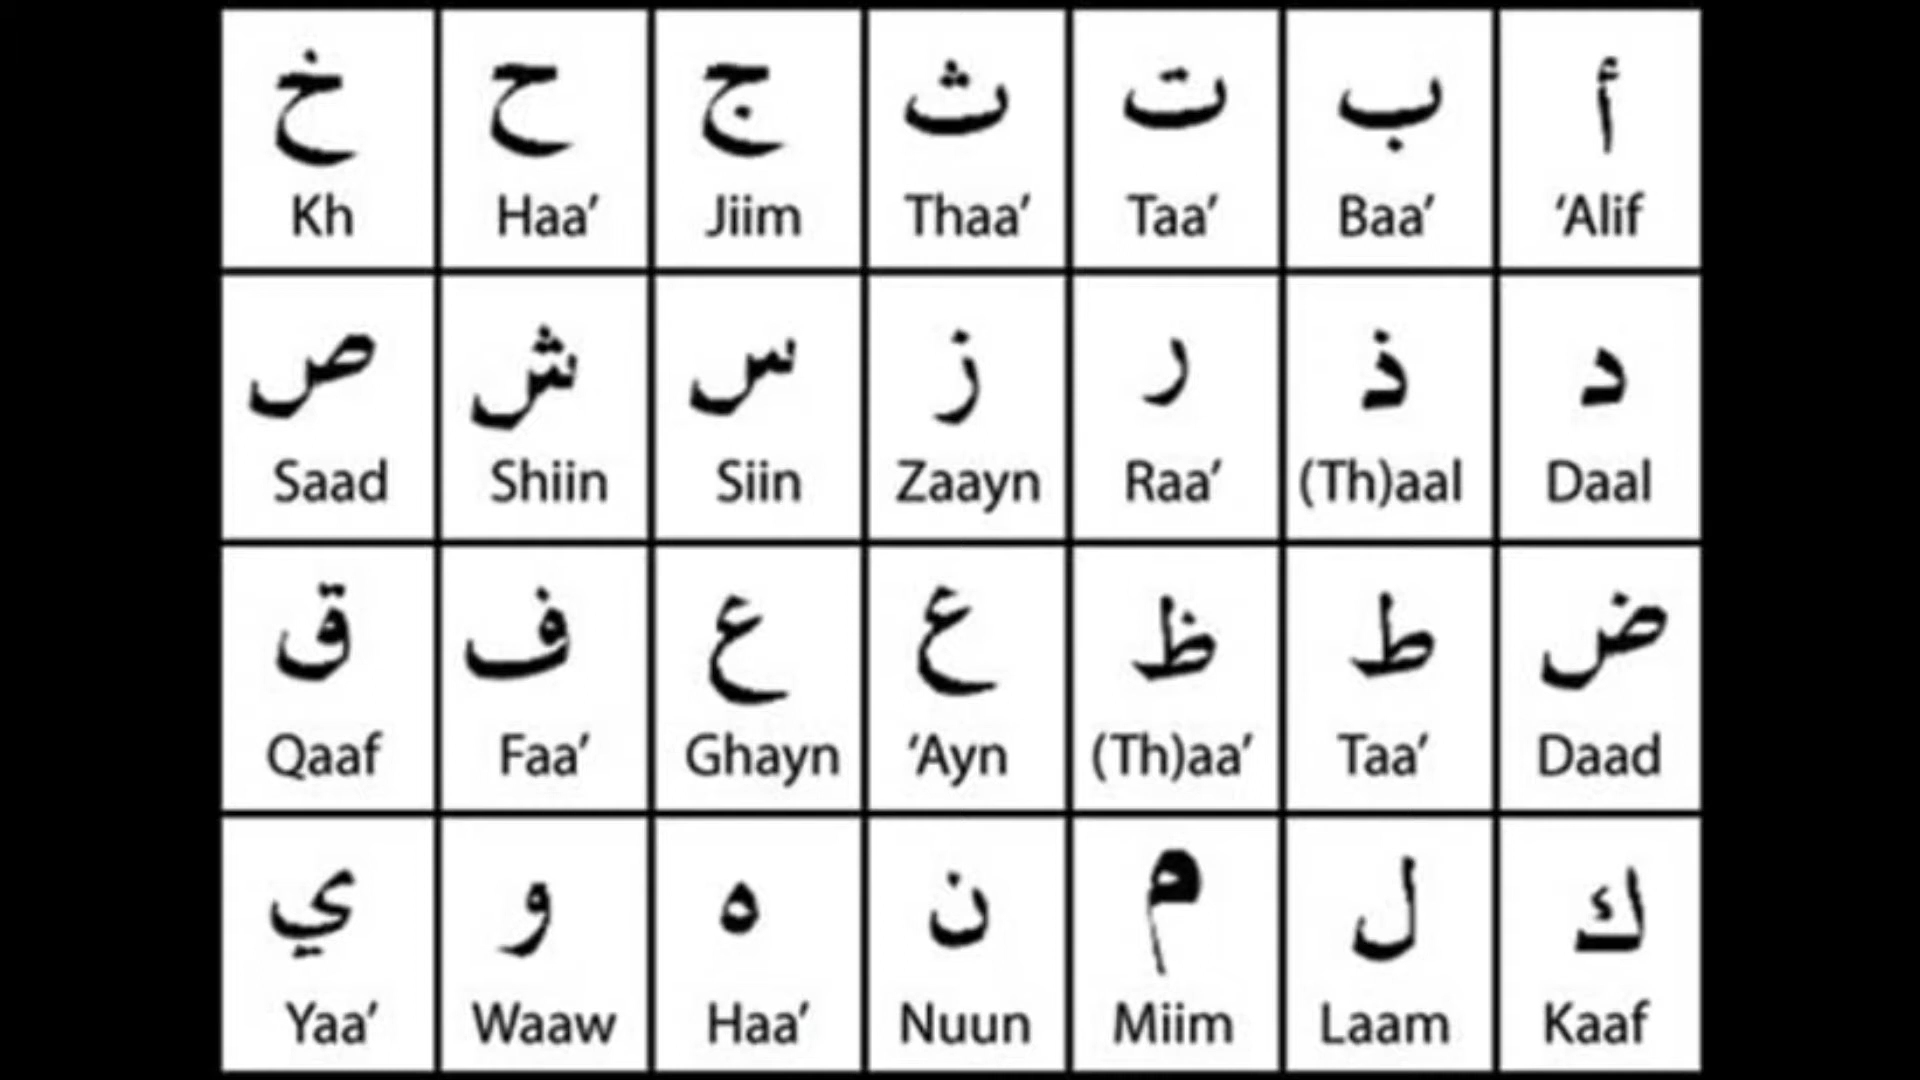 أ ب ت ث ج ح خ
‘Alif Baa’ Taa’ Thaa’ Jiim Haa’ Kh
د ذ ر ز س ش ص
Daal (Th)aal Raa’ Zaayn Siin Shiin Saad
ض ط ظ ع ع ف ق
Daad Taa’ (Th)aa’ ‘Ayn Ghayn Faa’ Qaaf
ك ل م ن ه و ي
Kaaf Laam Miim Nuun Haa’ Waaw Yaa’